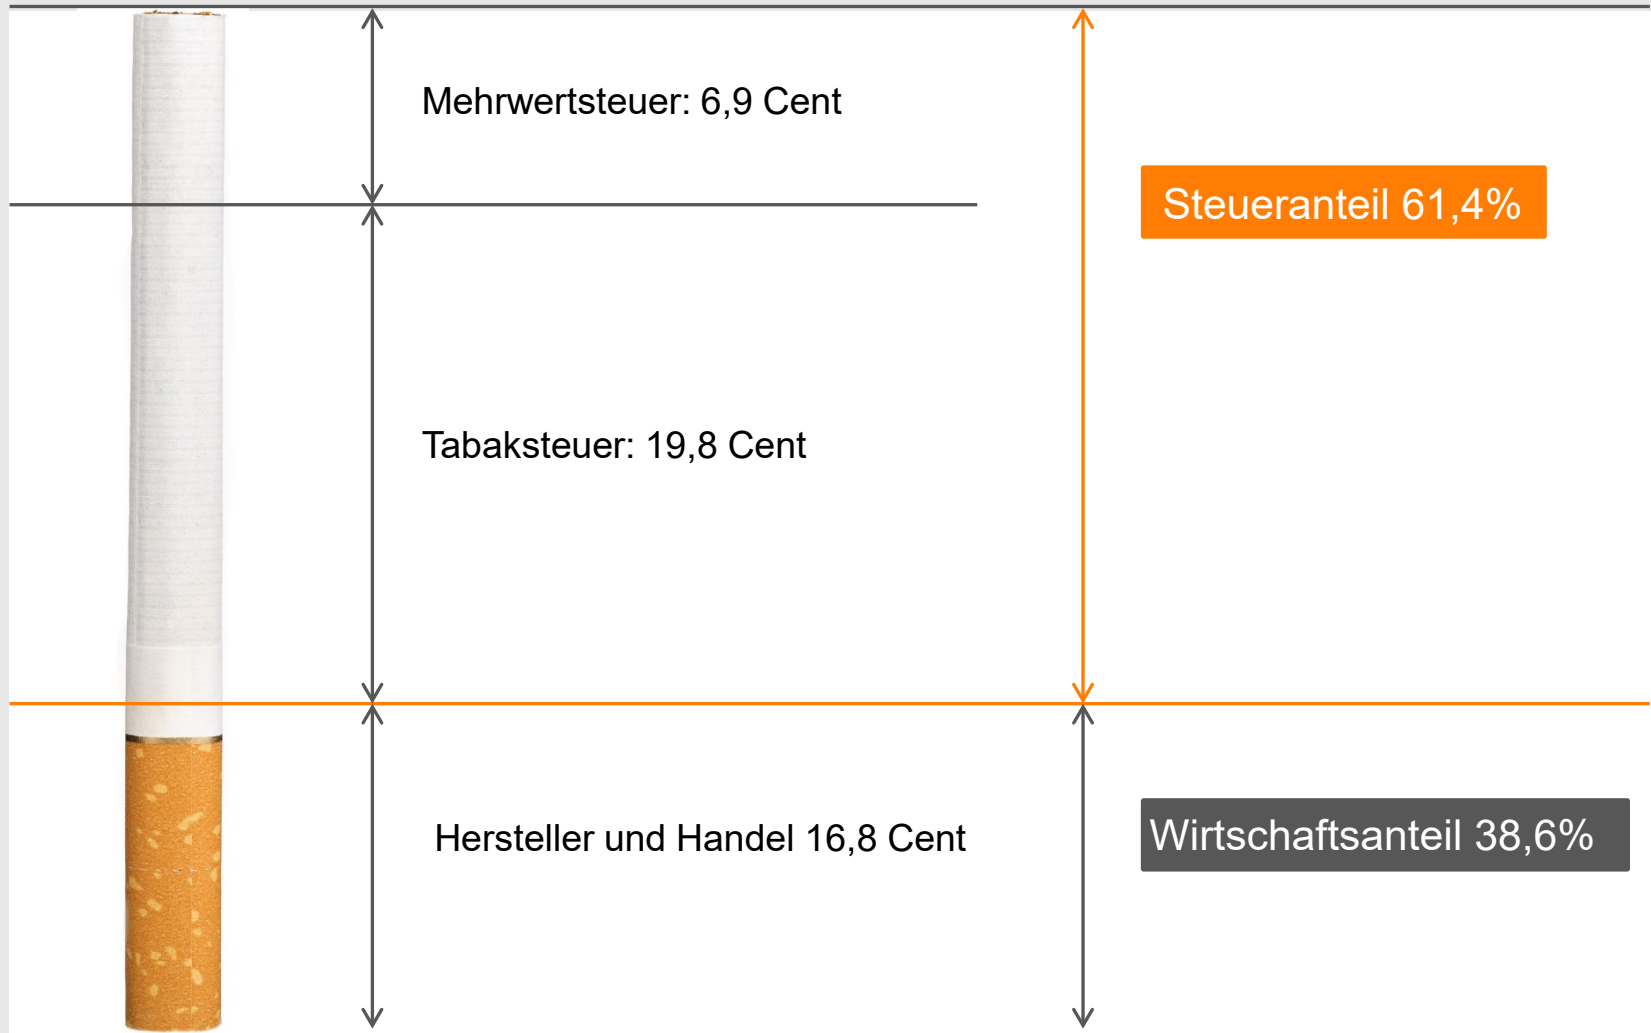 Mehrwertsteuer: 6,9 Cent
Steueranteil 61,4%
Tabaksteuer: 19,8 Cent
Hersteller und Handel 16,8 Cent
Wirtschaftsanteil 38,6%